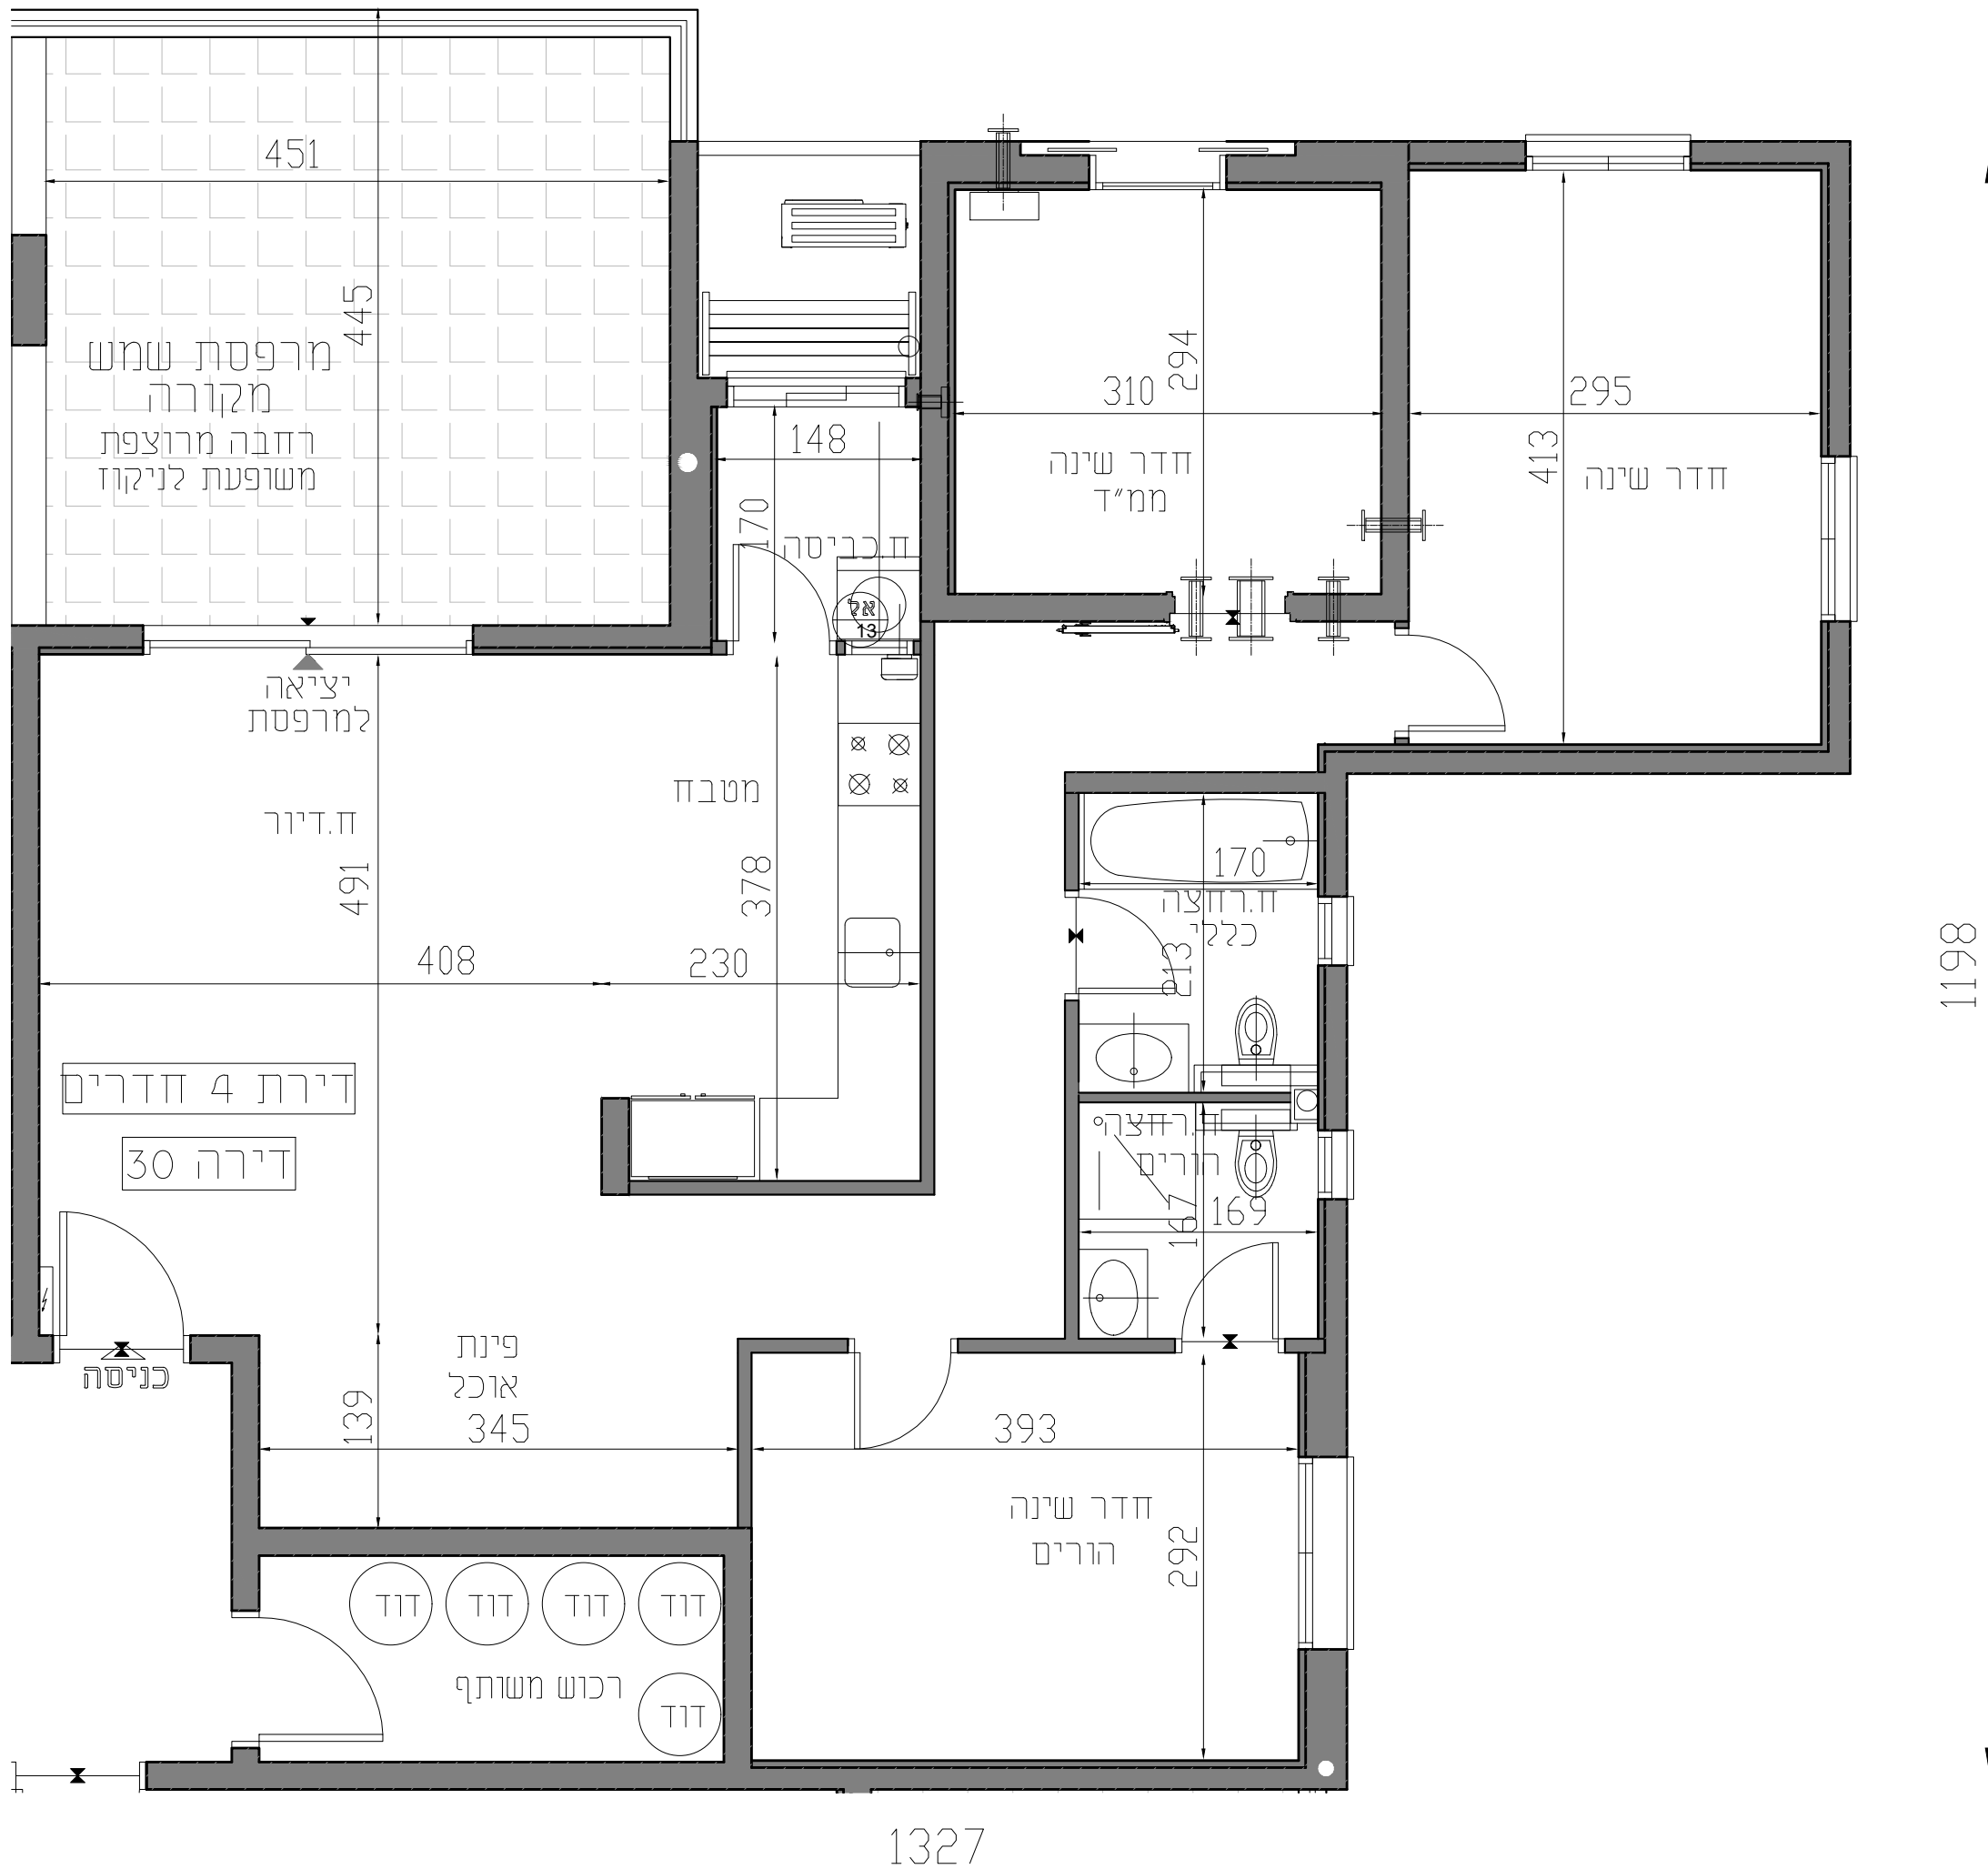 451
445
מרפסת שמש
מקורה
רחבה מרוצפת
משופעת לניקוז
148
170
ח.כביסה
אל
13
310
294
חדר שינה
ממ"ד
295
413
חדר שינה
יציאה
למרפסת
ח.דיור
491
408
מטבח
378
230
170
ח.רחצה
כללי
213
ח.רחצה
הורים
167
169
1198
דירת 4 חדרים
דירה 30
כניסה
פינת
אוכל
345
139
393
חדר שינה
הורים
292
דוד
דוד
דוד
דוד
דוד
רכוש משותף
1327